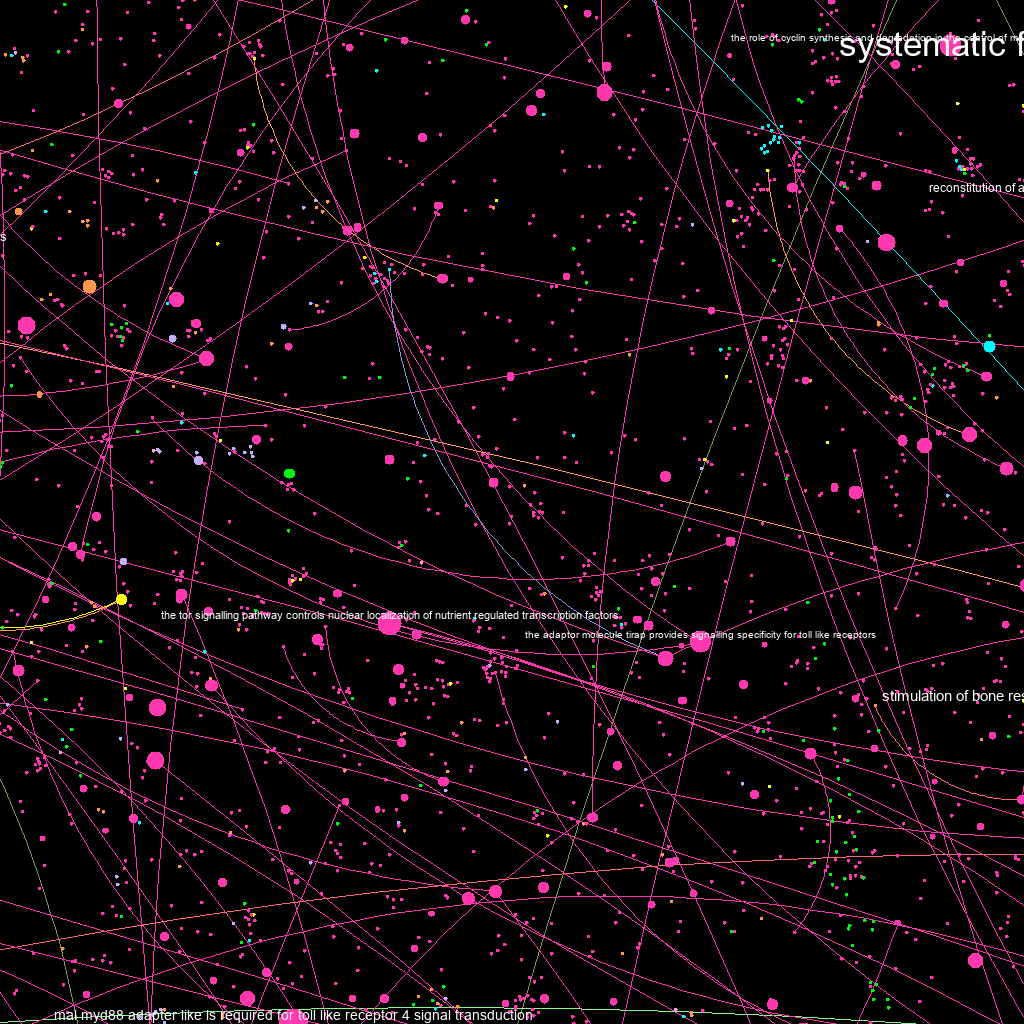 the role of cyclin synthesis and degradation in the control of m
systematic f
reconstitution of a
s
the tor signalling pathway controls nuclear localization of nutrient regulated transcription factors
the adaptor molecule tirap provides signalling specificity for toll like receptors
stimulation of bone res
mal myd88 adapter like is required for toll like receptor 4 signal transduction